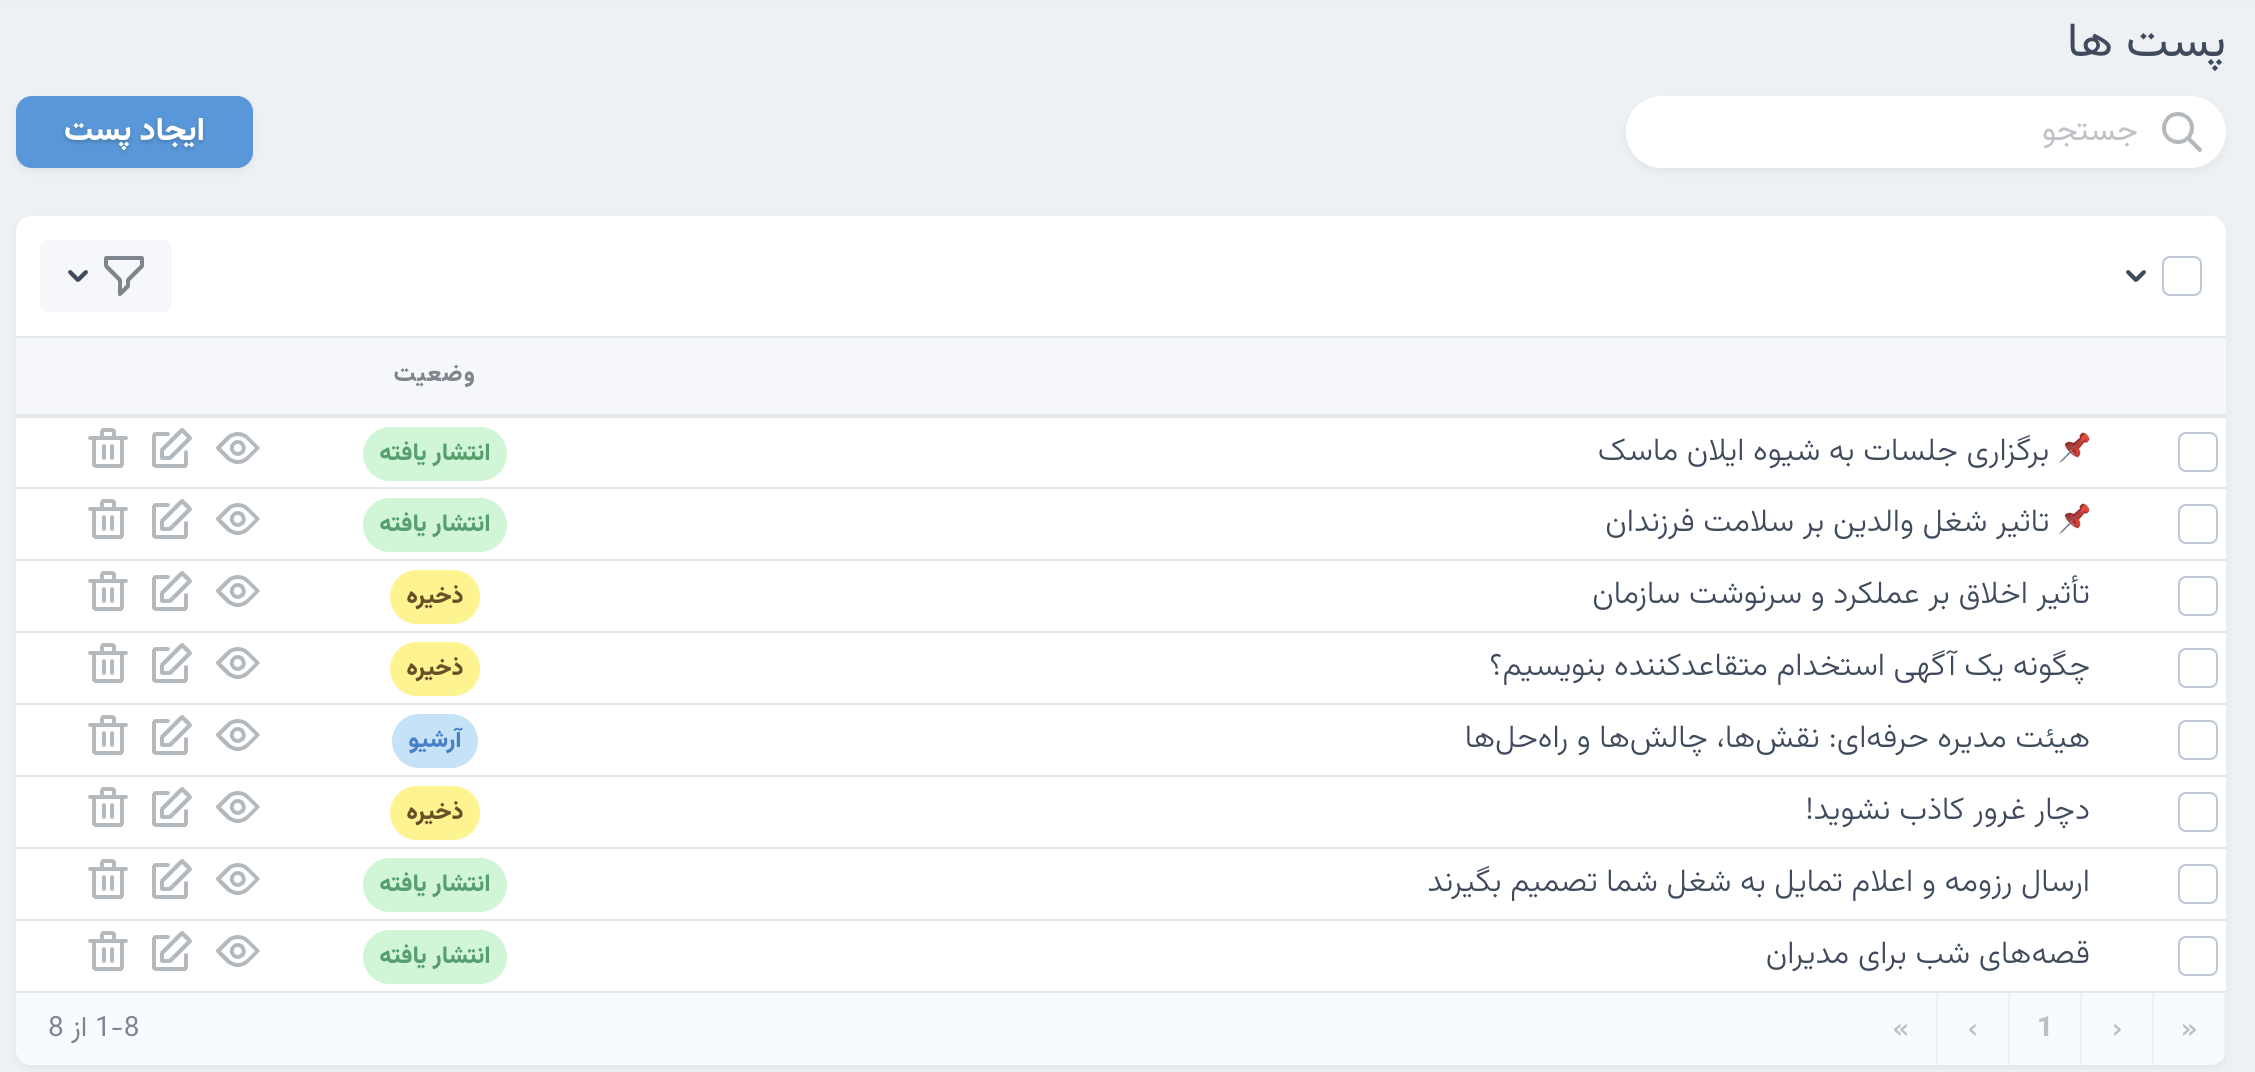 پست ها
جستجو
ایجاد پست
وضعیت
📌 برگزاری جلسات به شیوه ایلان ماسک انتشار یافته
📌 تاثیر شغل والدین بر سلامت فرزندان انتشار یافته
تأثیر اخلاق بر عملکرد و سرنوشت سازمان ذخیره
چگونه یک آگهی استخدام متقاعدکننده بنویسیم؟ ذخیره
هیئت مدیره حرفه‌ای: نقش‌ها، چالش‌ها و راه‌حل‌ها آرشیو
دچار غرور کاذب نشوید! ذخیره
ارسال رزومه و اعلام تمایل به شغل شما تصمیم بگیرند انتشار یافته
قصه‌های شب برای مدیران انتشار یافته
« ‹ 1 › »
1-8 از 8